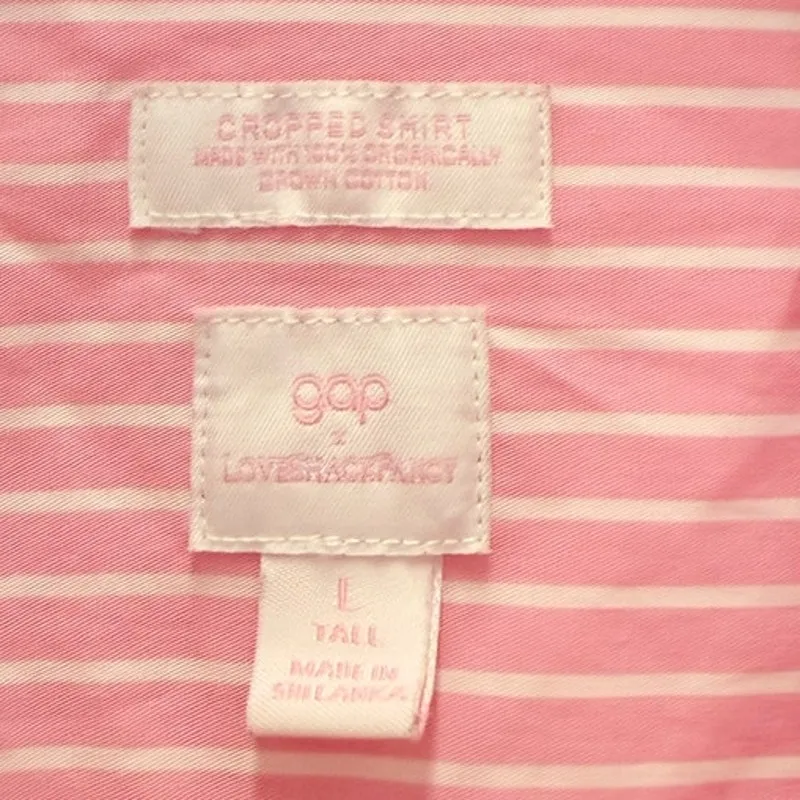 CROPPED SHIRT
MADE WITH 100% ORGANICALLY
GROWN COTTON
gap
x
LOVESHACKFANCY
L
TALL
MADE IN
SRI LANKA